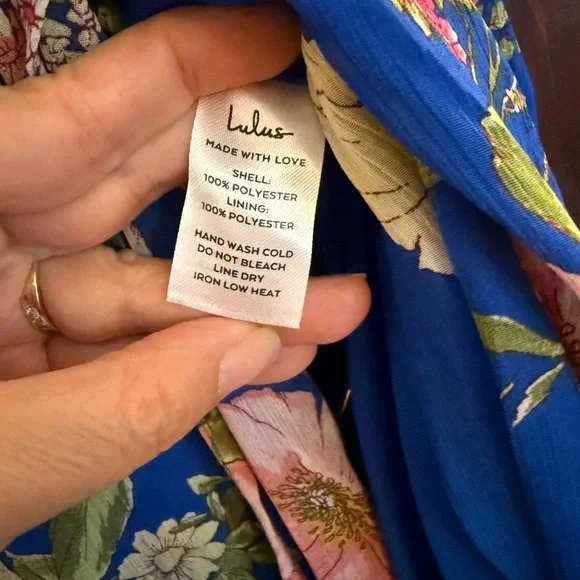 Lulus
MADE WITH LOVE.
SHELL:
100% POLYESTER
LINING:
100% POLYESTER
HAND WASH COLD
DO NOT BLEACH
LINE DRY
IRON LOW HEAT